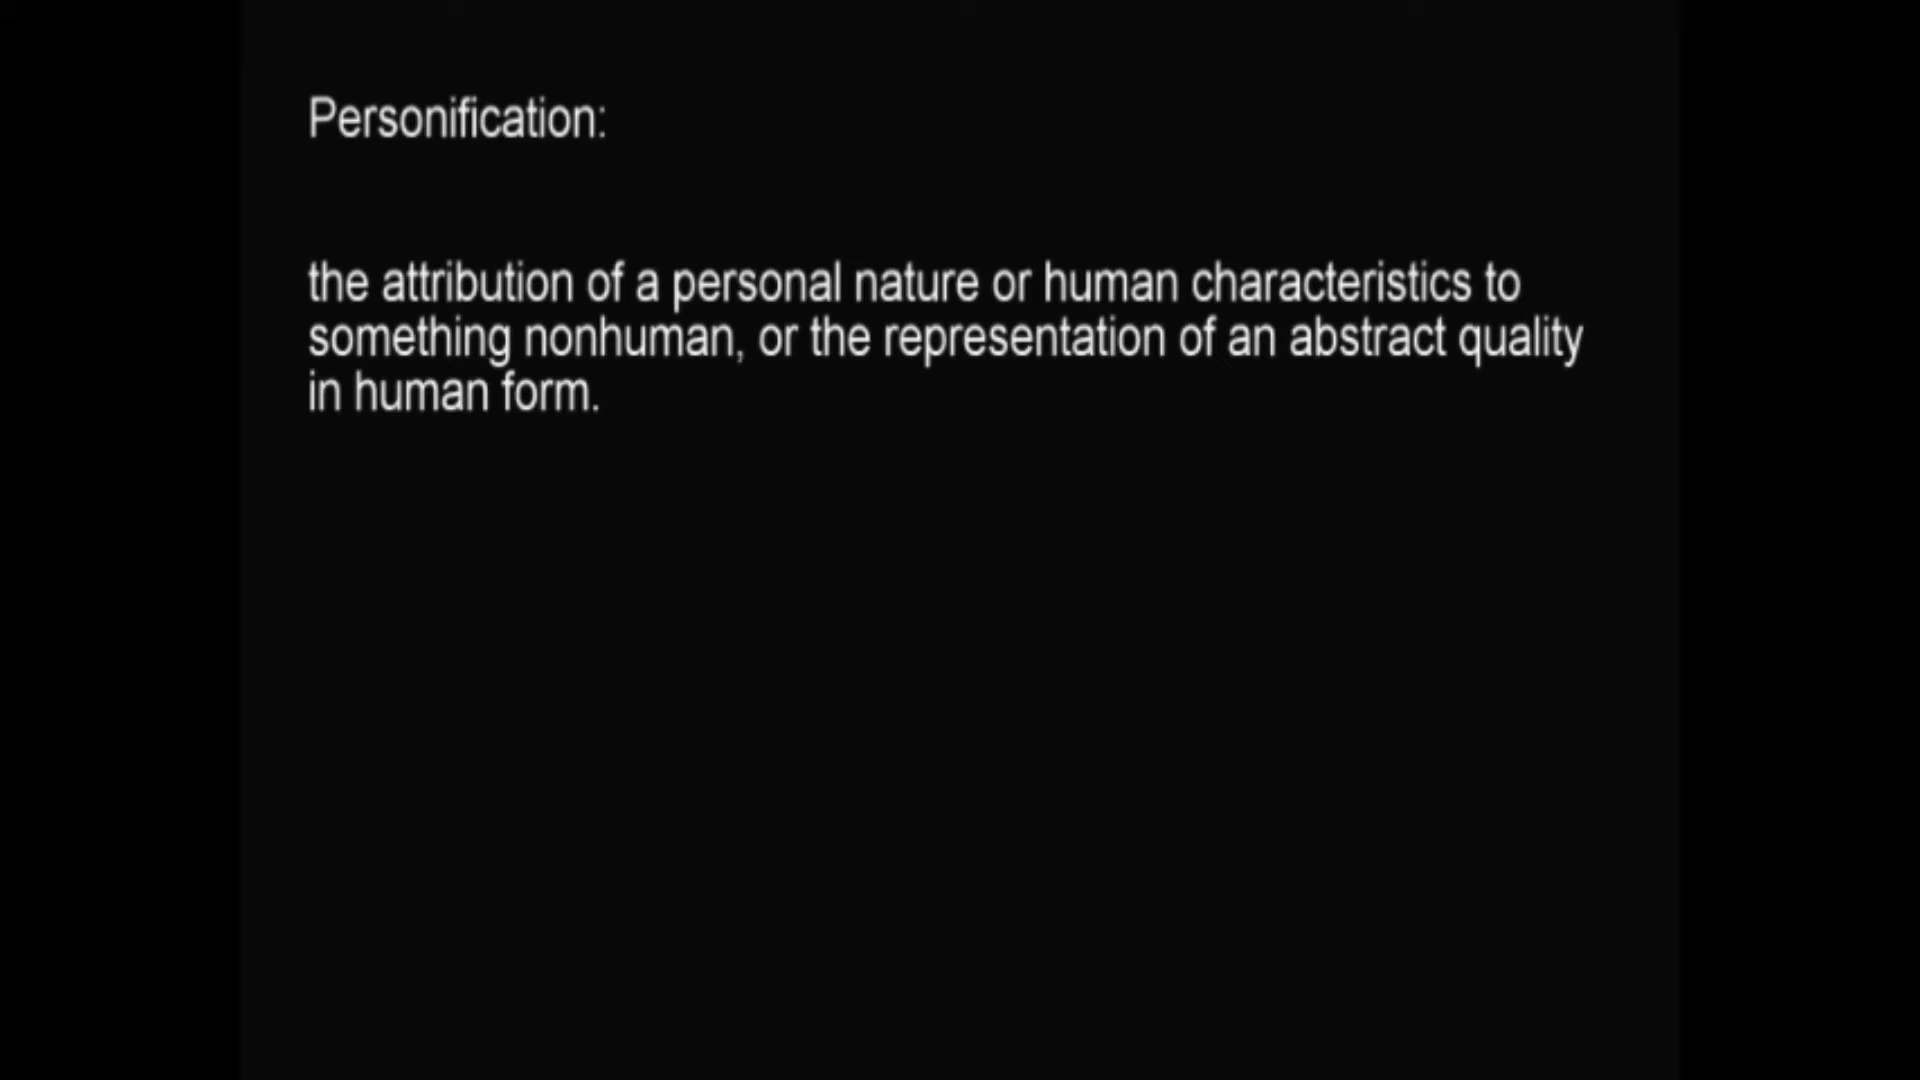 Personification:
the attribution of a personal nature or human characteristics to
something nonhuman, or the representation of an abstract quality
in human form.